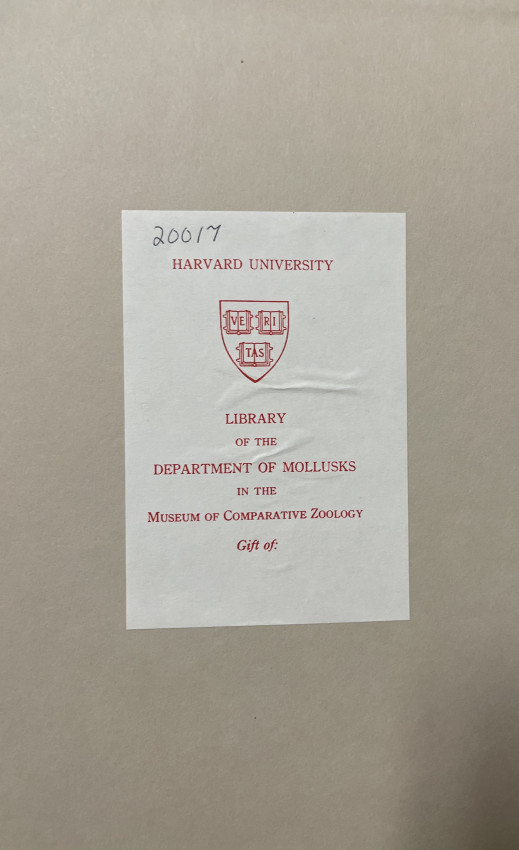 20017
HARVARD UNIVERSITY
VE RI
TAS
LIBRARY
OF THE
DEPARTMENT OF MOLLUSKS
IN THE
MUSEUM OF COMPARATIVE ZOOLOGY
Gift of: